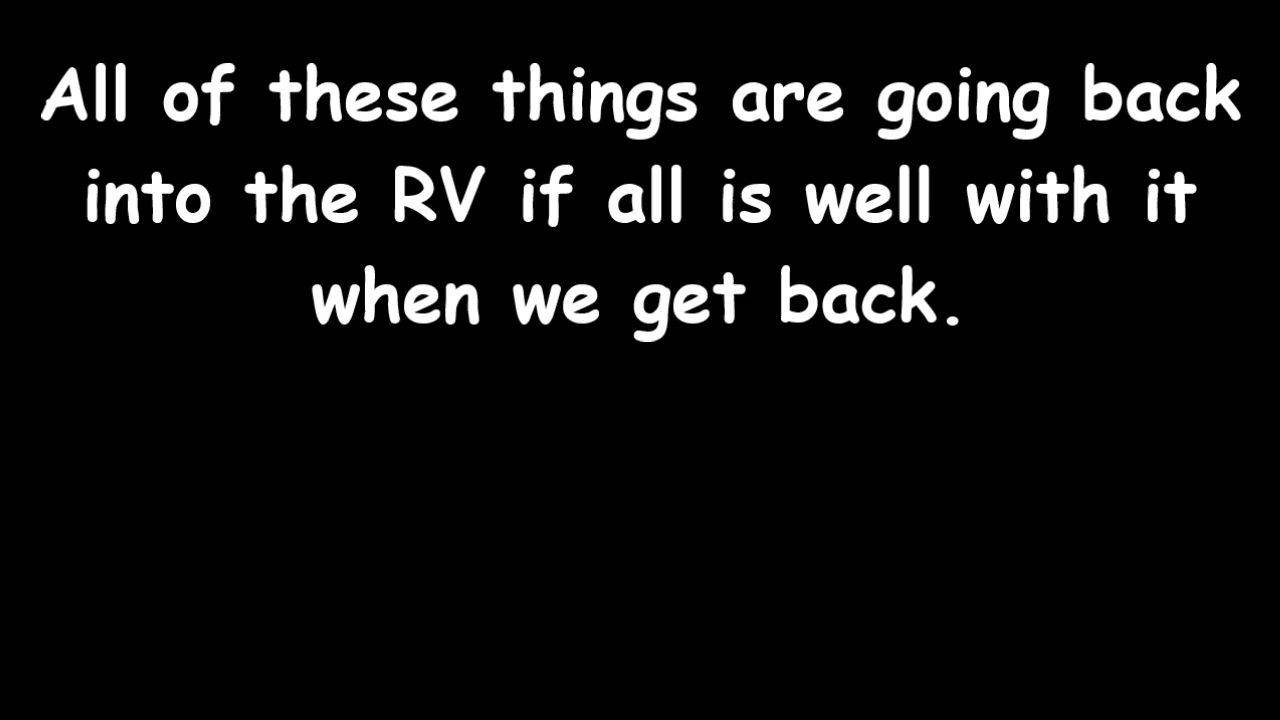 All of these things are going back
into the RV if all is well with it
when we get back.